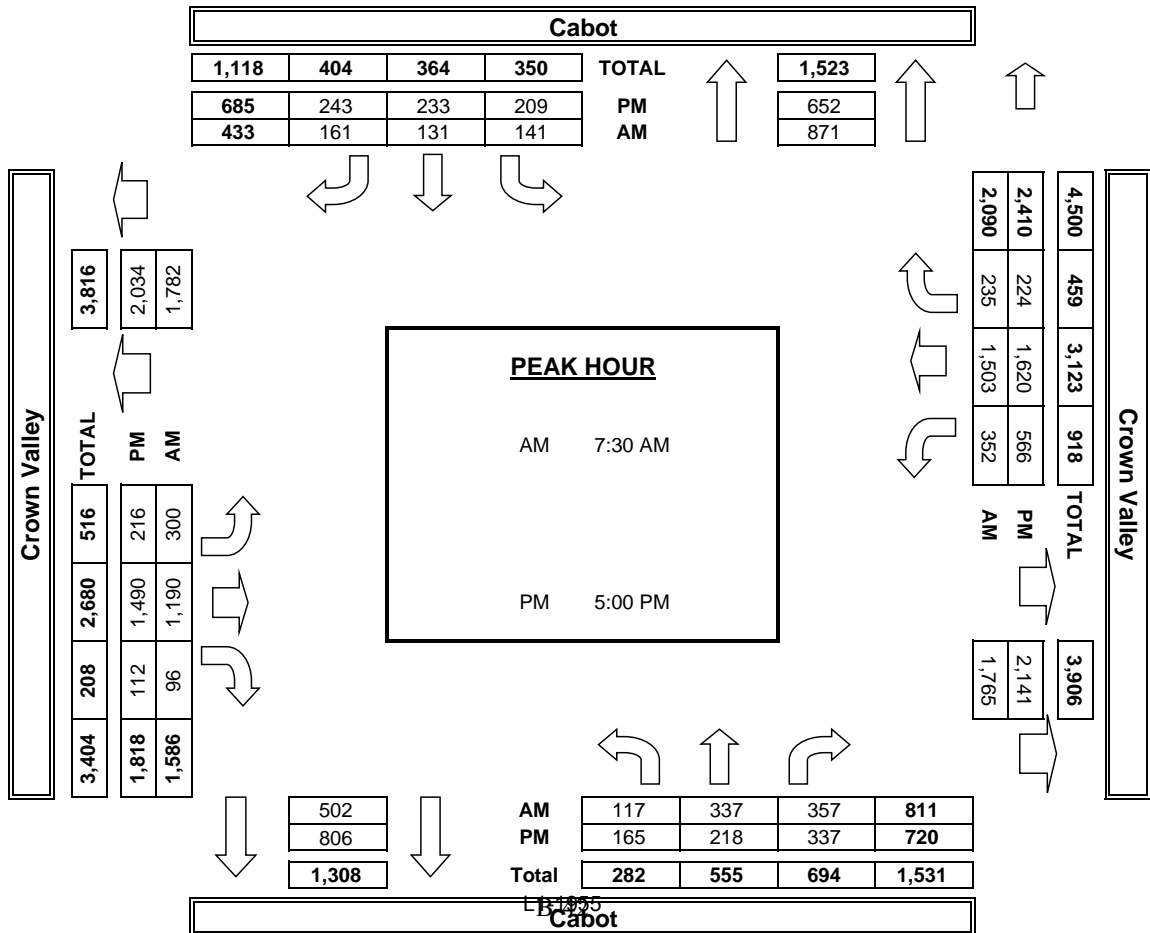 Cabot
1,118 404 364 350 TOTAL 1,523
685 243 233 209 PM 652
433 161 131 141 AM 871
Crown Valley
3,816
2,034
1,782
TOTAL 516 2,680 208 3,404
PM 216 1,490 112 1,818
AM 300 1,190 96 1,586
PEAK HOUR
AM 7:30 AM
PM 5:00 PM
4,500 459 3,123 918 TOTAL
2,410 224 1,620 566 PM
2,090 235 1,503 352 AM
3,906
2,141
1,765
Crown Valley
502 AM 117 337 357 811
806 PM 165 218 337 720
1,308 Total 282 555 694 1,531
Cabot